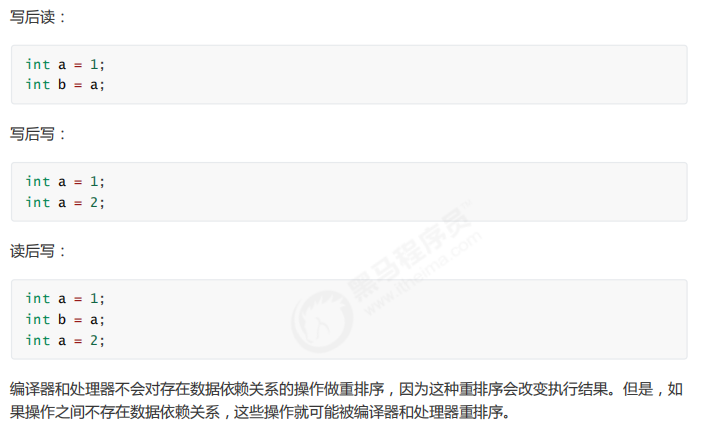 写后读：
int a = 1;
int b = a;
写后写：
int a = 1;
int a = 2;
读后写：
int a = 1;
int b = a;
int a = 2;
编译器和处理器不会对存在数据依赖关系的操作做重排序，因为这种重排序会改变执行结果。但是，如
果操作之间不存在数据依赖关系，这些操作就可能被编译器和处理器重排序。
黑马程序员
www.itheima.com